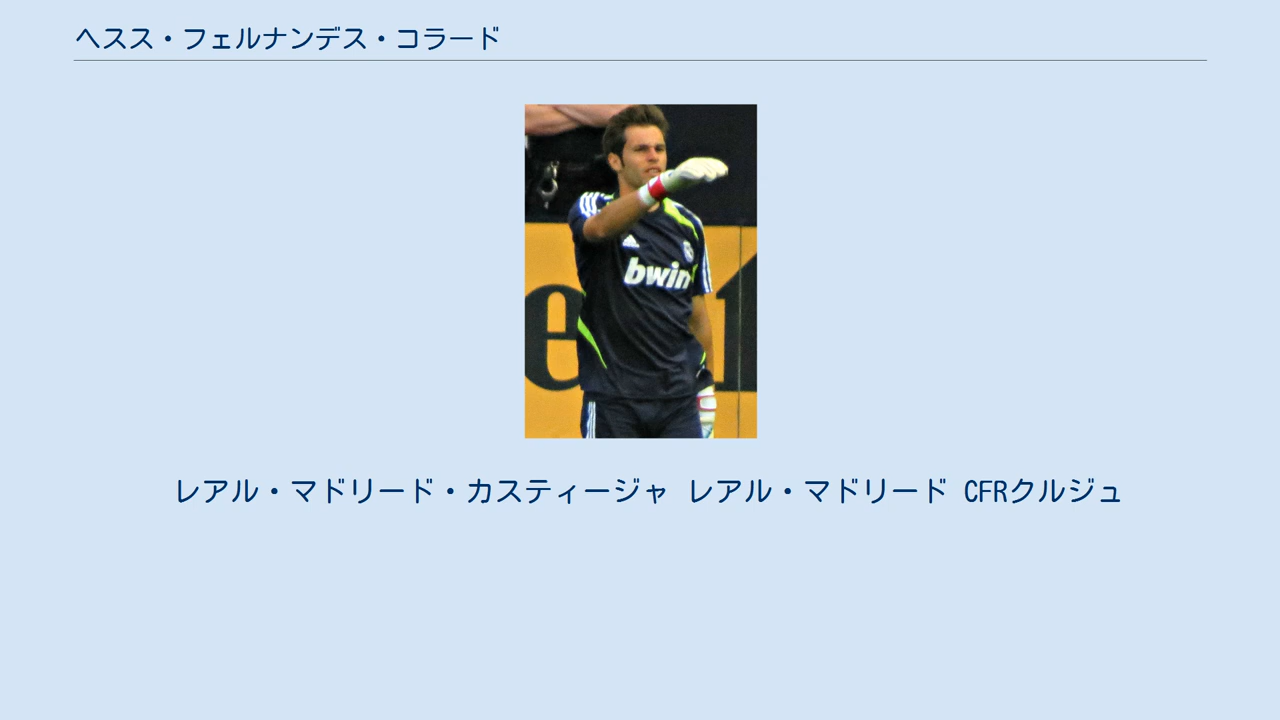 ヘスス・フェルナンデス・コラード
bwin
レアル・マドリード・カスティージャ レアル・マドリード CFRクルジュ